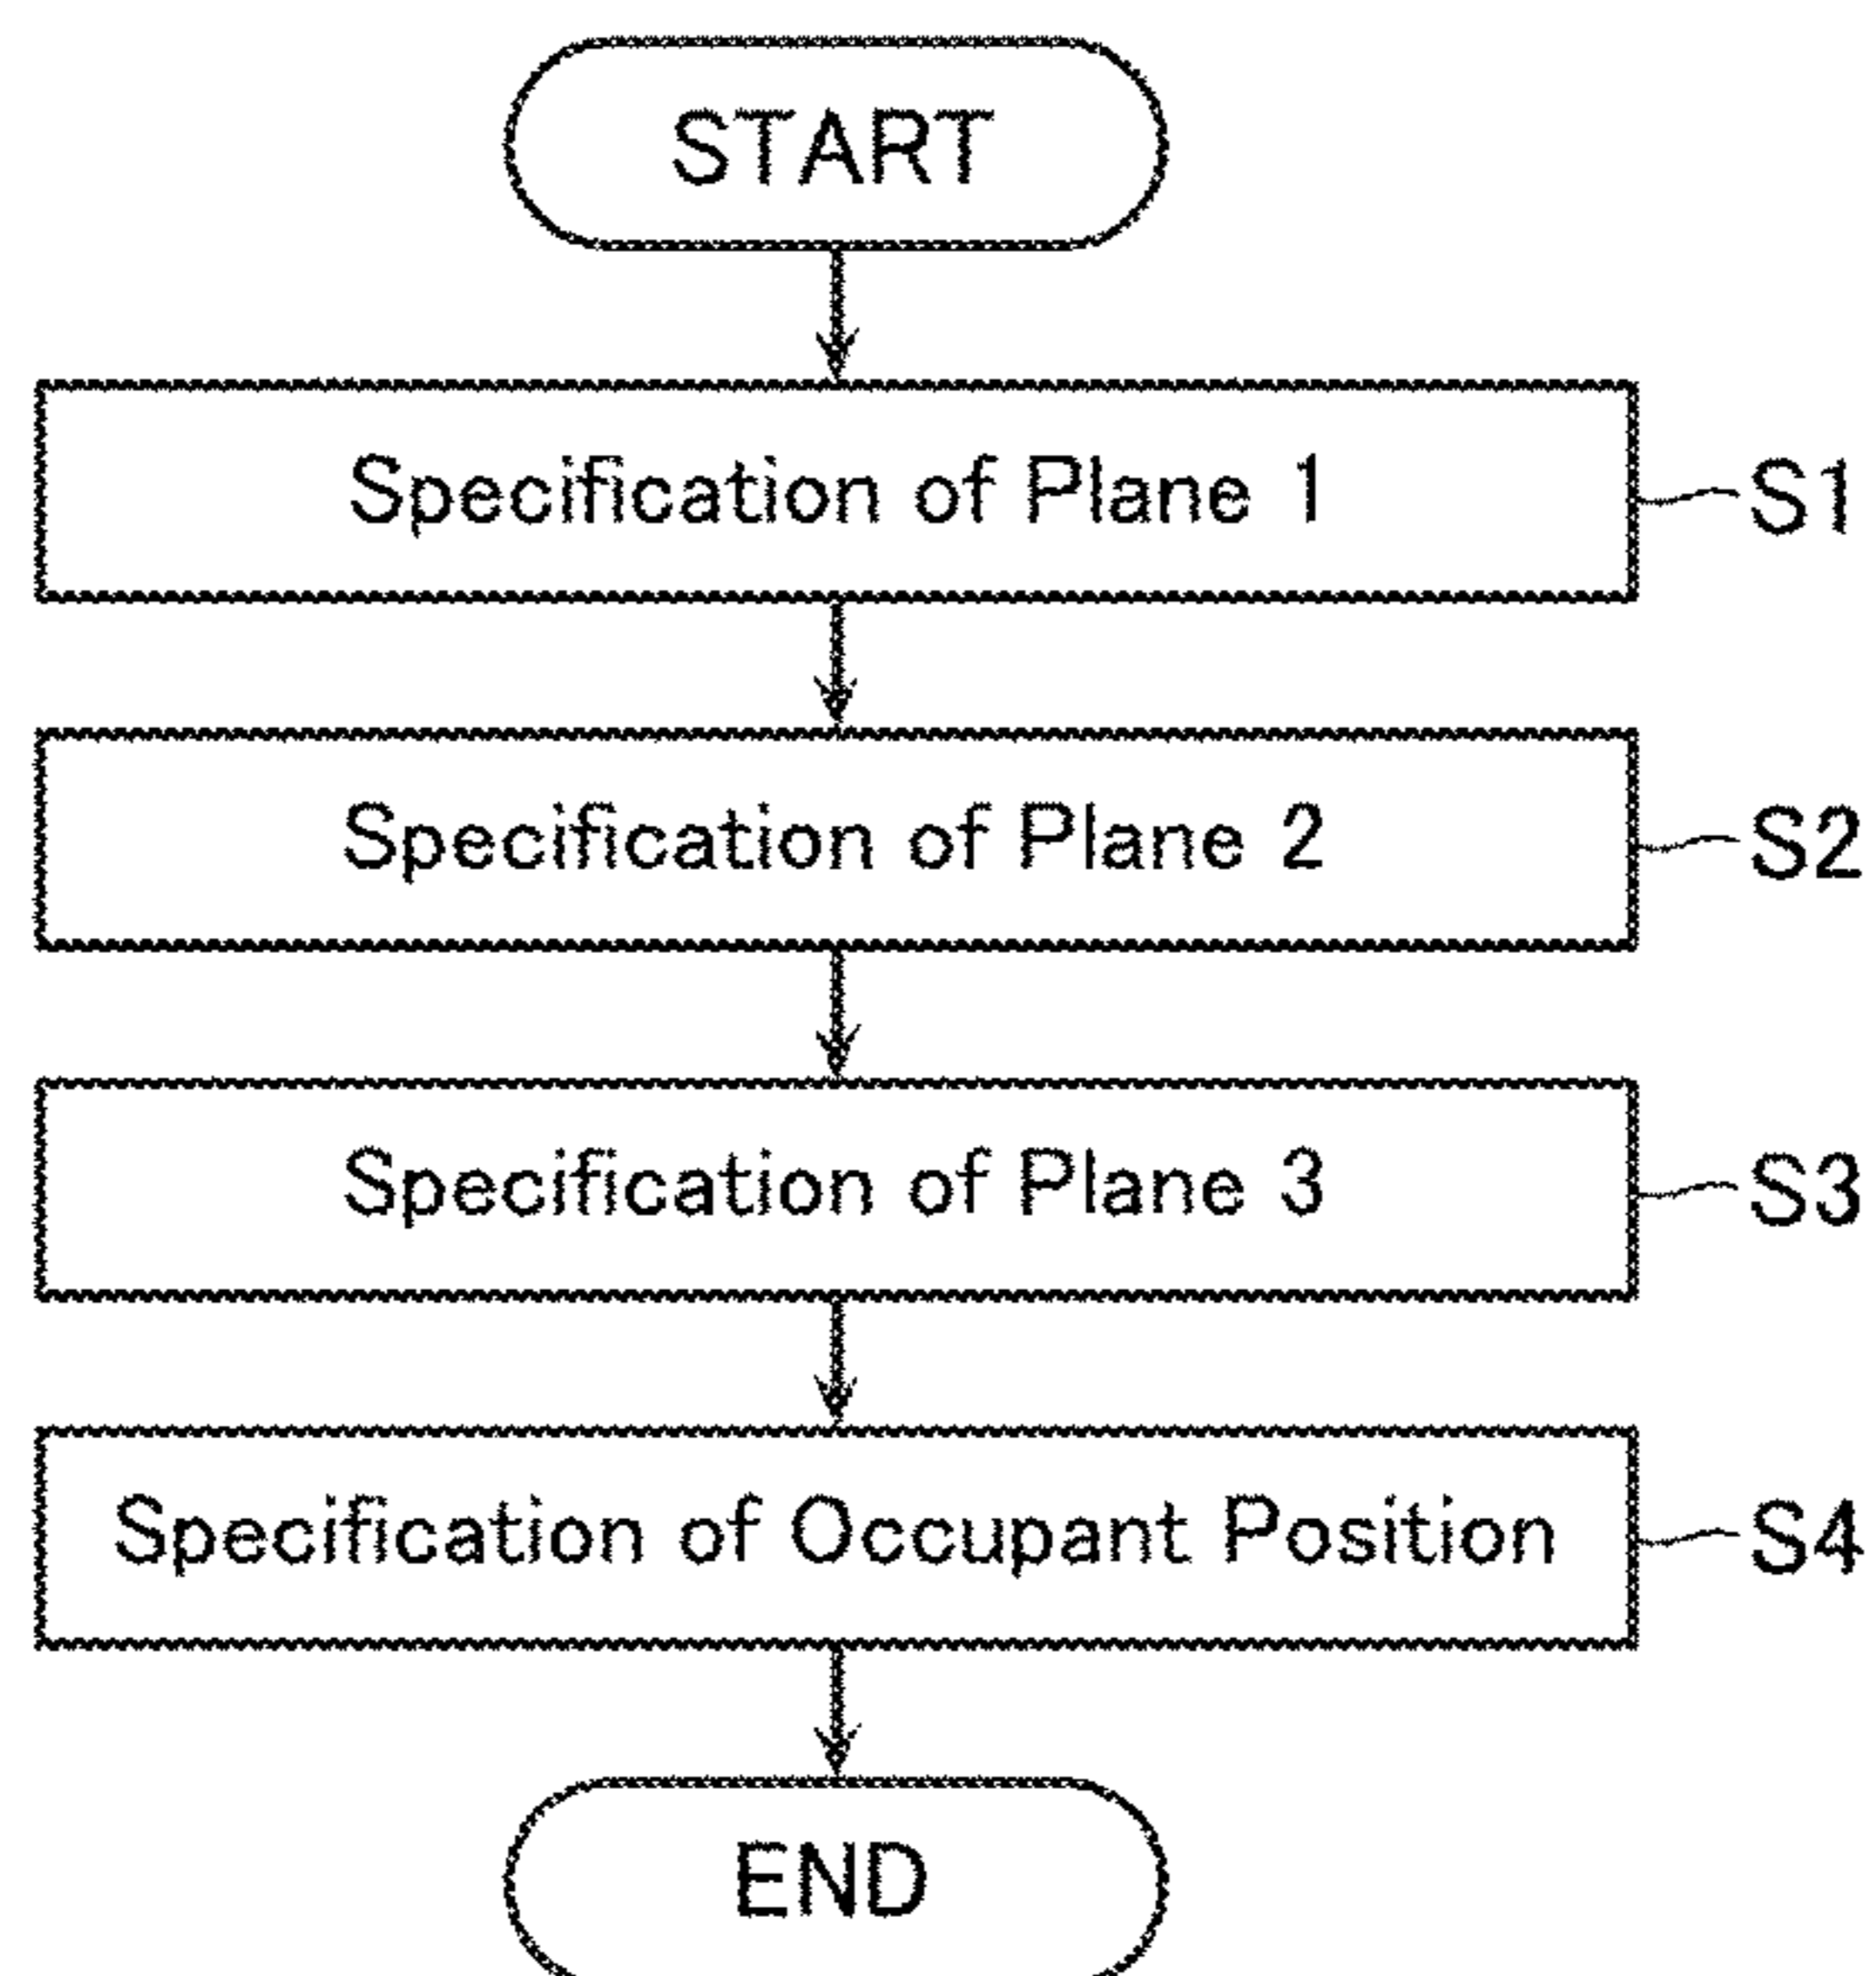 START
Specification of Plane 1
S1
Specification of Plane 2
S2
Specification of Plane 3
S3
Specification of Occupant Position
S4
END